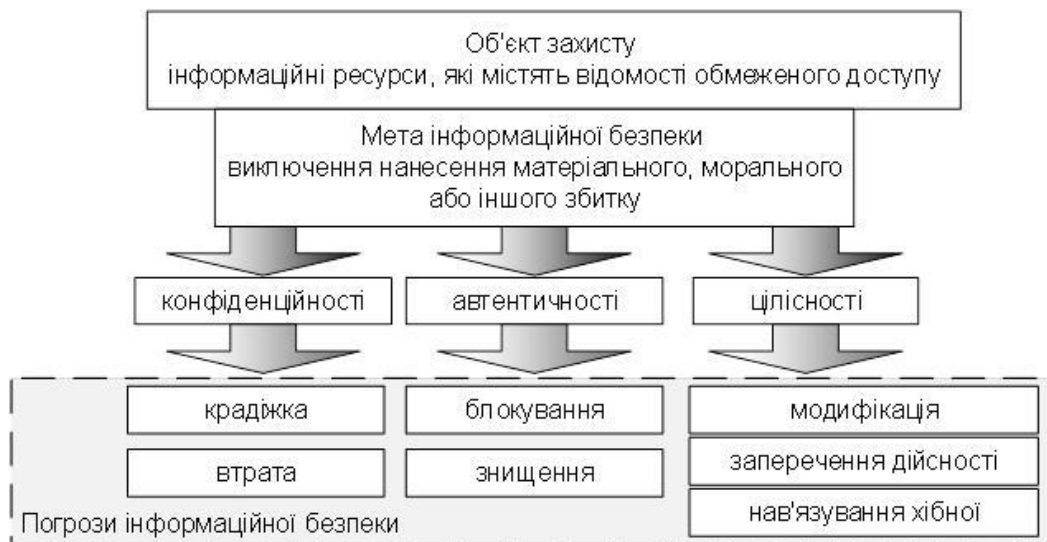 Об'єкт захисту
інформаційні ресурси, які містять відомості обмеженого доступу
Мета інформаційної безпеки
виключення нанесення матеріального, морального
або іншого збитку
конфіденційності
автентичності
цілісності
крадіжка
блокування
модифікація
втрата
знищення
заперечення дійсності
нав'язування хібної
Погрози інформаційної безпеки